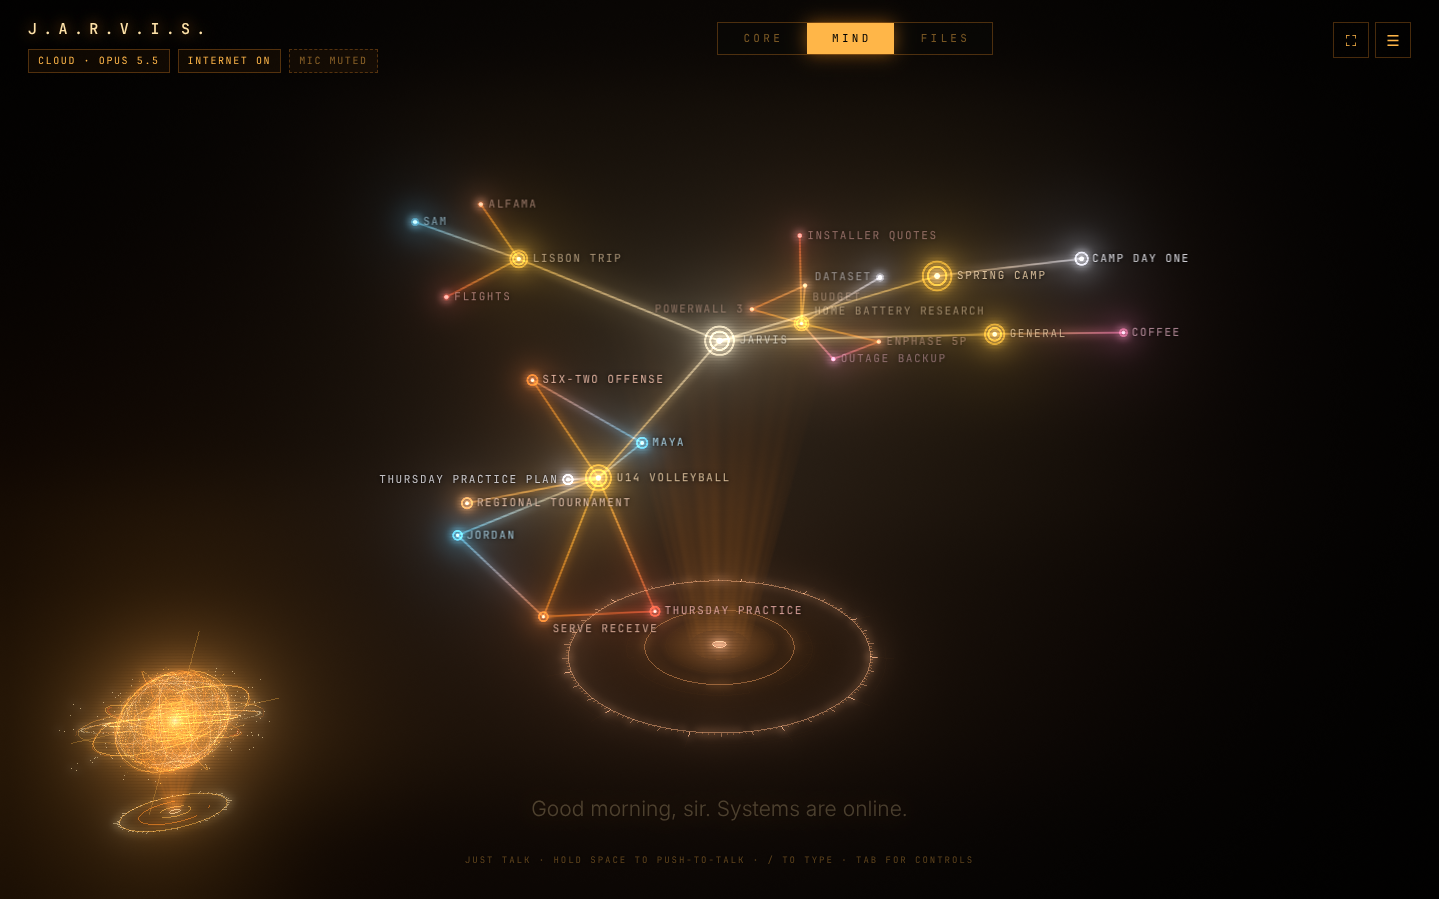 J.A.R.V.I.S.
CLOUD · OPUS 5.5
INTERNET ON
MIC MUTED
CORE
MIND
FILES
ALFAMA
SAM
LISBON TRIP
FLIGHTS
INSTALLER QUOTES
DATASET
BUDGET
POWERWALL 3
HOME BATTERY RESEARCH
SPRING CAMP
CAMP DAY ONE
JARVIS
ENPHASE 5P
OUTAGE BACKUP
GENERAL
COFFEE
SIX-TWO OFFENSE
MAYA
THURSDAY PRACTICE PLAN
U14 VOLLEYBALL
REGIONAL TOURNAMENT
JORDAN
THURSDAY PRACTICE
SERVE RECEIVE
Good morning, sir. Systems are online.
JUST TALK · HOLD SPACE TO PUSH-TO-TALK · / TO TYPE · TAB FOR CONTROLS